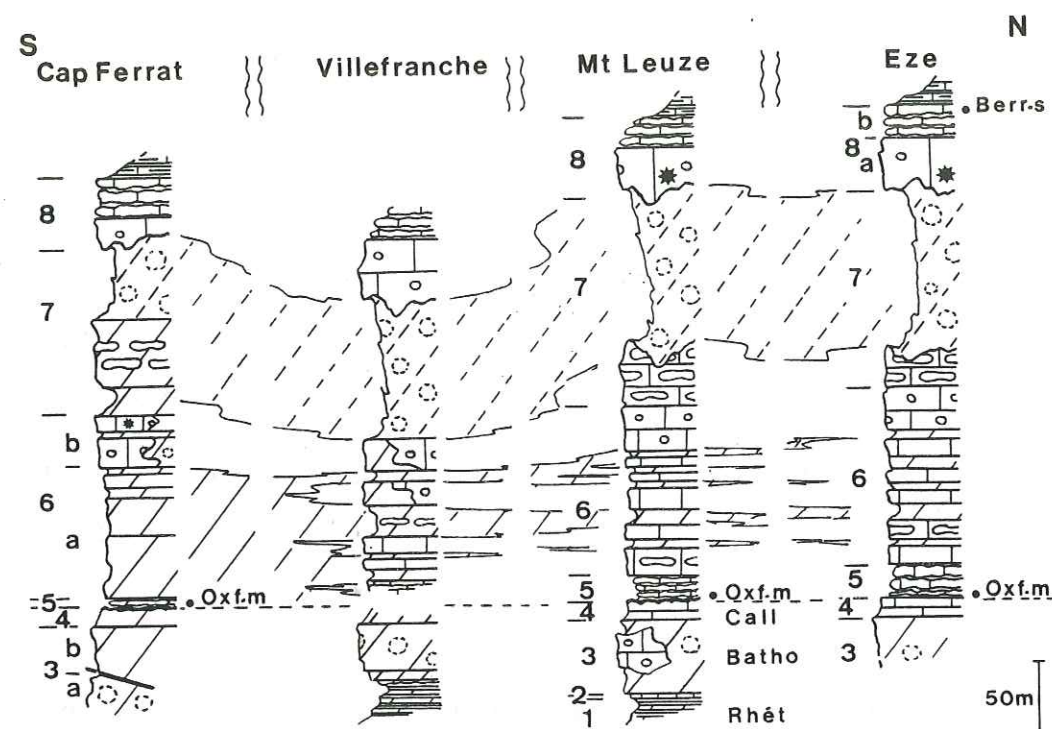 S
N
Cap Ferrat
Villefranche
Mt Leuze
Eze
Berr-s
b
8
a
8
8
7
7
7
b
6
a
6
6
5
4
b
3
a
Oxf.m
5
4
Oxf.m
Call
3
Batho
2
1
Rhét
5
4
Oxf.m
3
50m